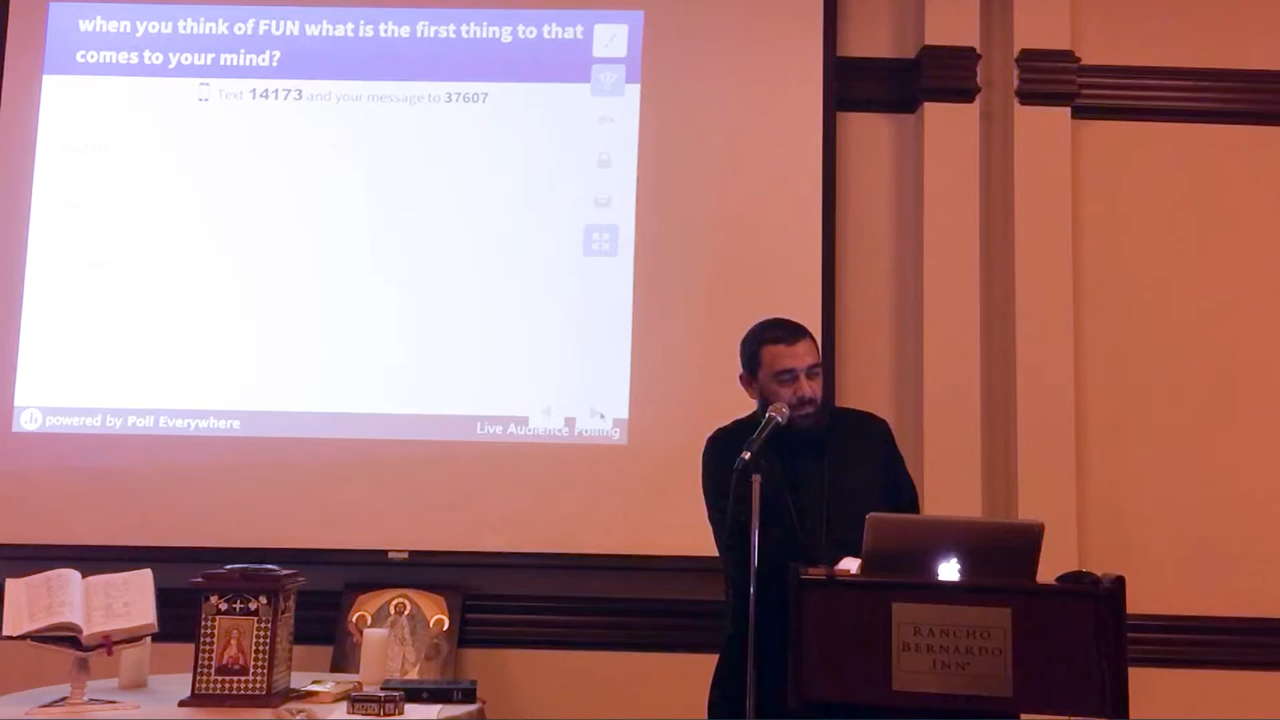 when you think of FUN what is the first thing to that
comes to your mind?
Text 14173 and your message to 37607
powered by Poll Everywhere
Live Audience Polling
RANCHO
BERNARDO
INN